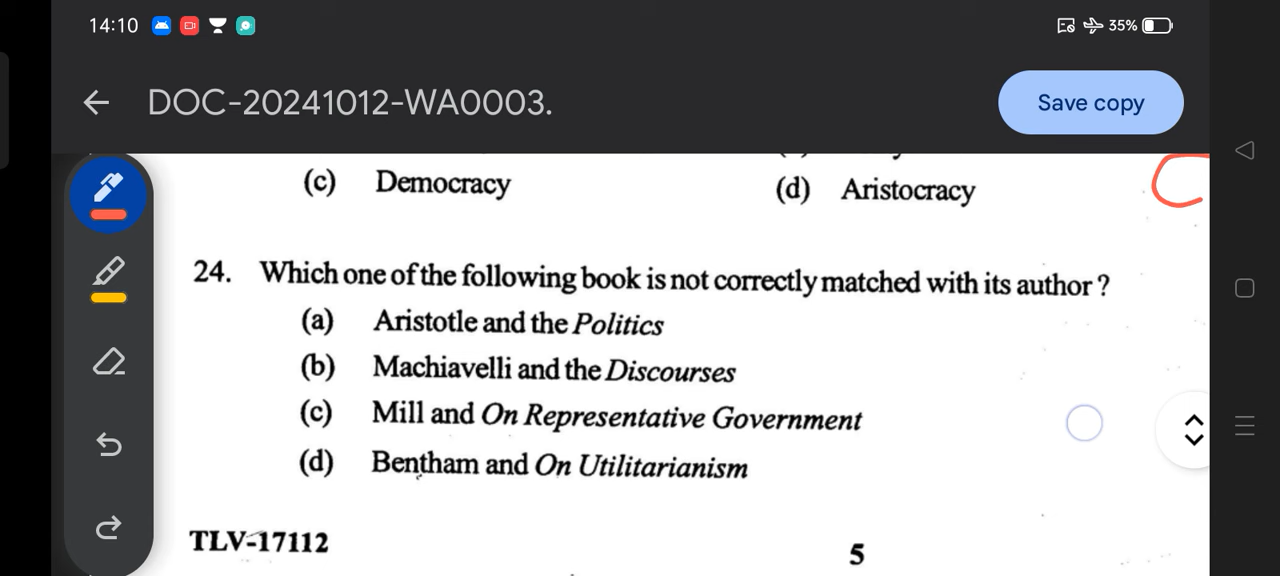 14:10
35%
DOC-20241012-WA0003.
Save copy
(c) Democracy
(d) Aristocracy
24. Which one of the following book is not correctly matched with its author ?
(a) Aristotle and the Politics
(b) Machiavelli and the Discourses
(c) Mill and On Representative Government
(d) Bentham and On Utilitarianism
TLV-17112
5